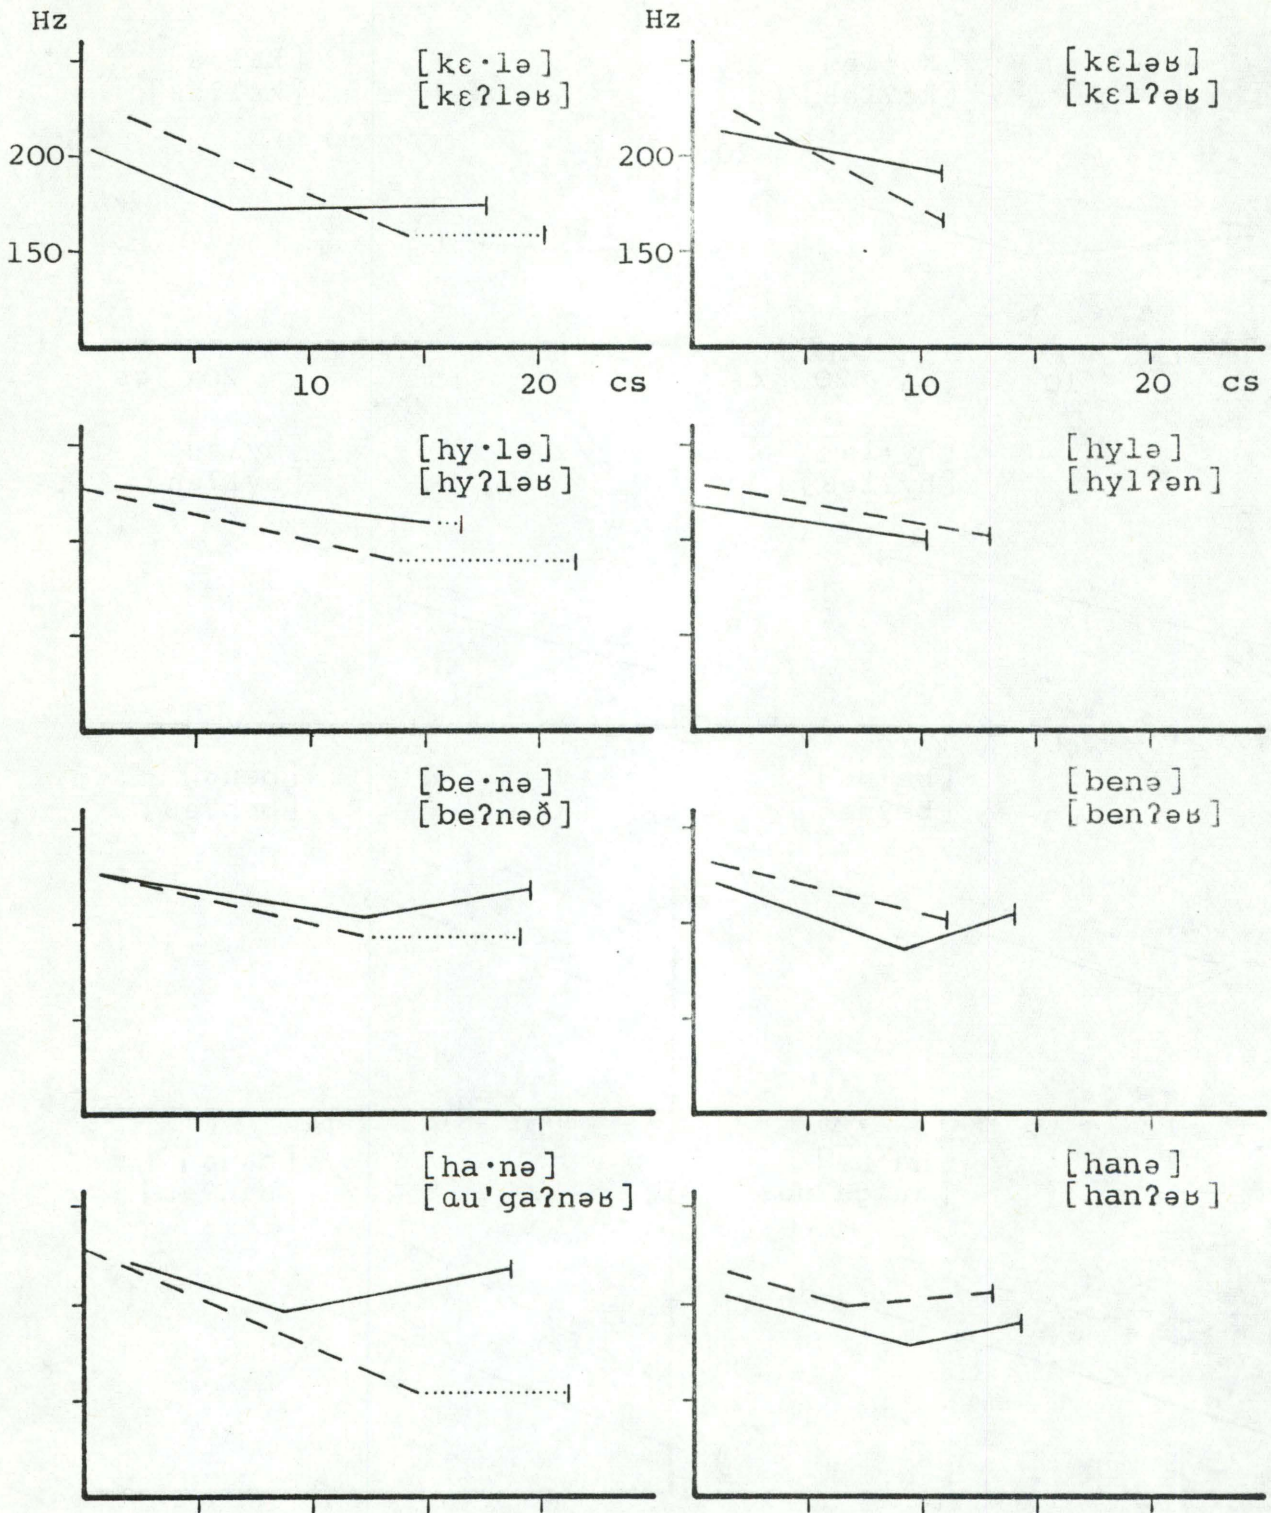 Hz Hz
[kɛ·lə] [kɛləʁ]
[kɛʔləʁ] [kɛlʔəʁ]
200 200
150 150
10 20 cs 10 20 cs
[hy·lə] [hylə]
[hyʔləʁ] [hylʔən]
[be·nə] [benə]
[beʔnəð] [benʔəʁ]
[ha·nə] [hanə]
[ɑu'gaʔnəʁ] [hanʔəʁ]